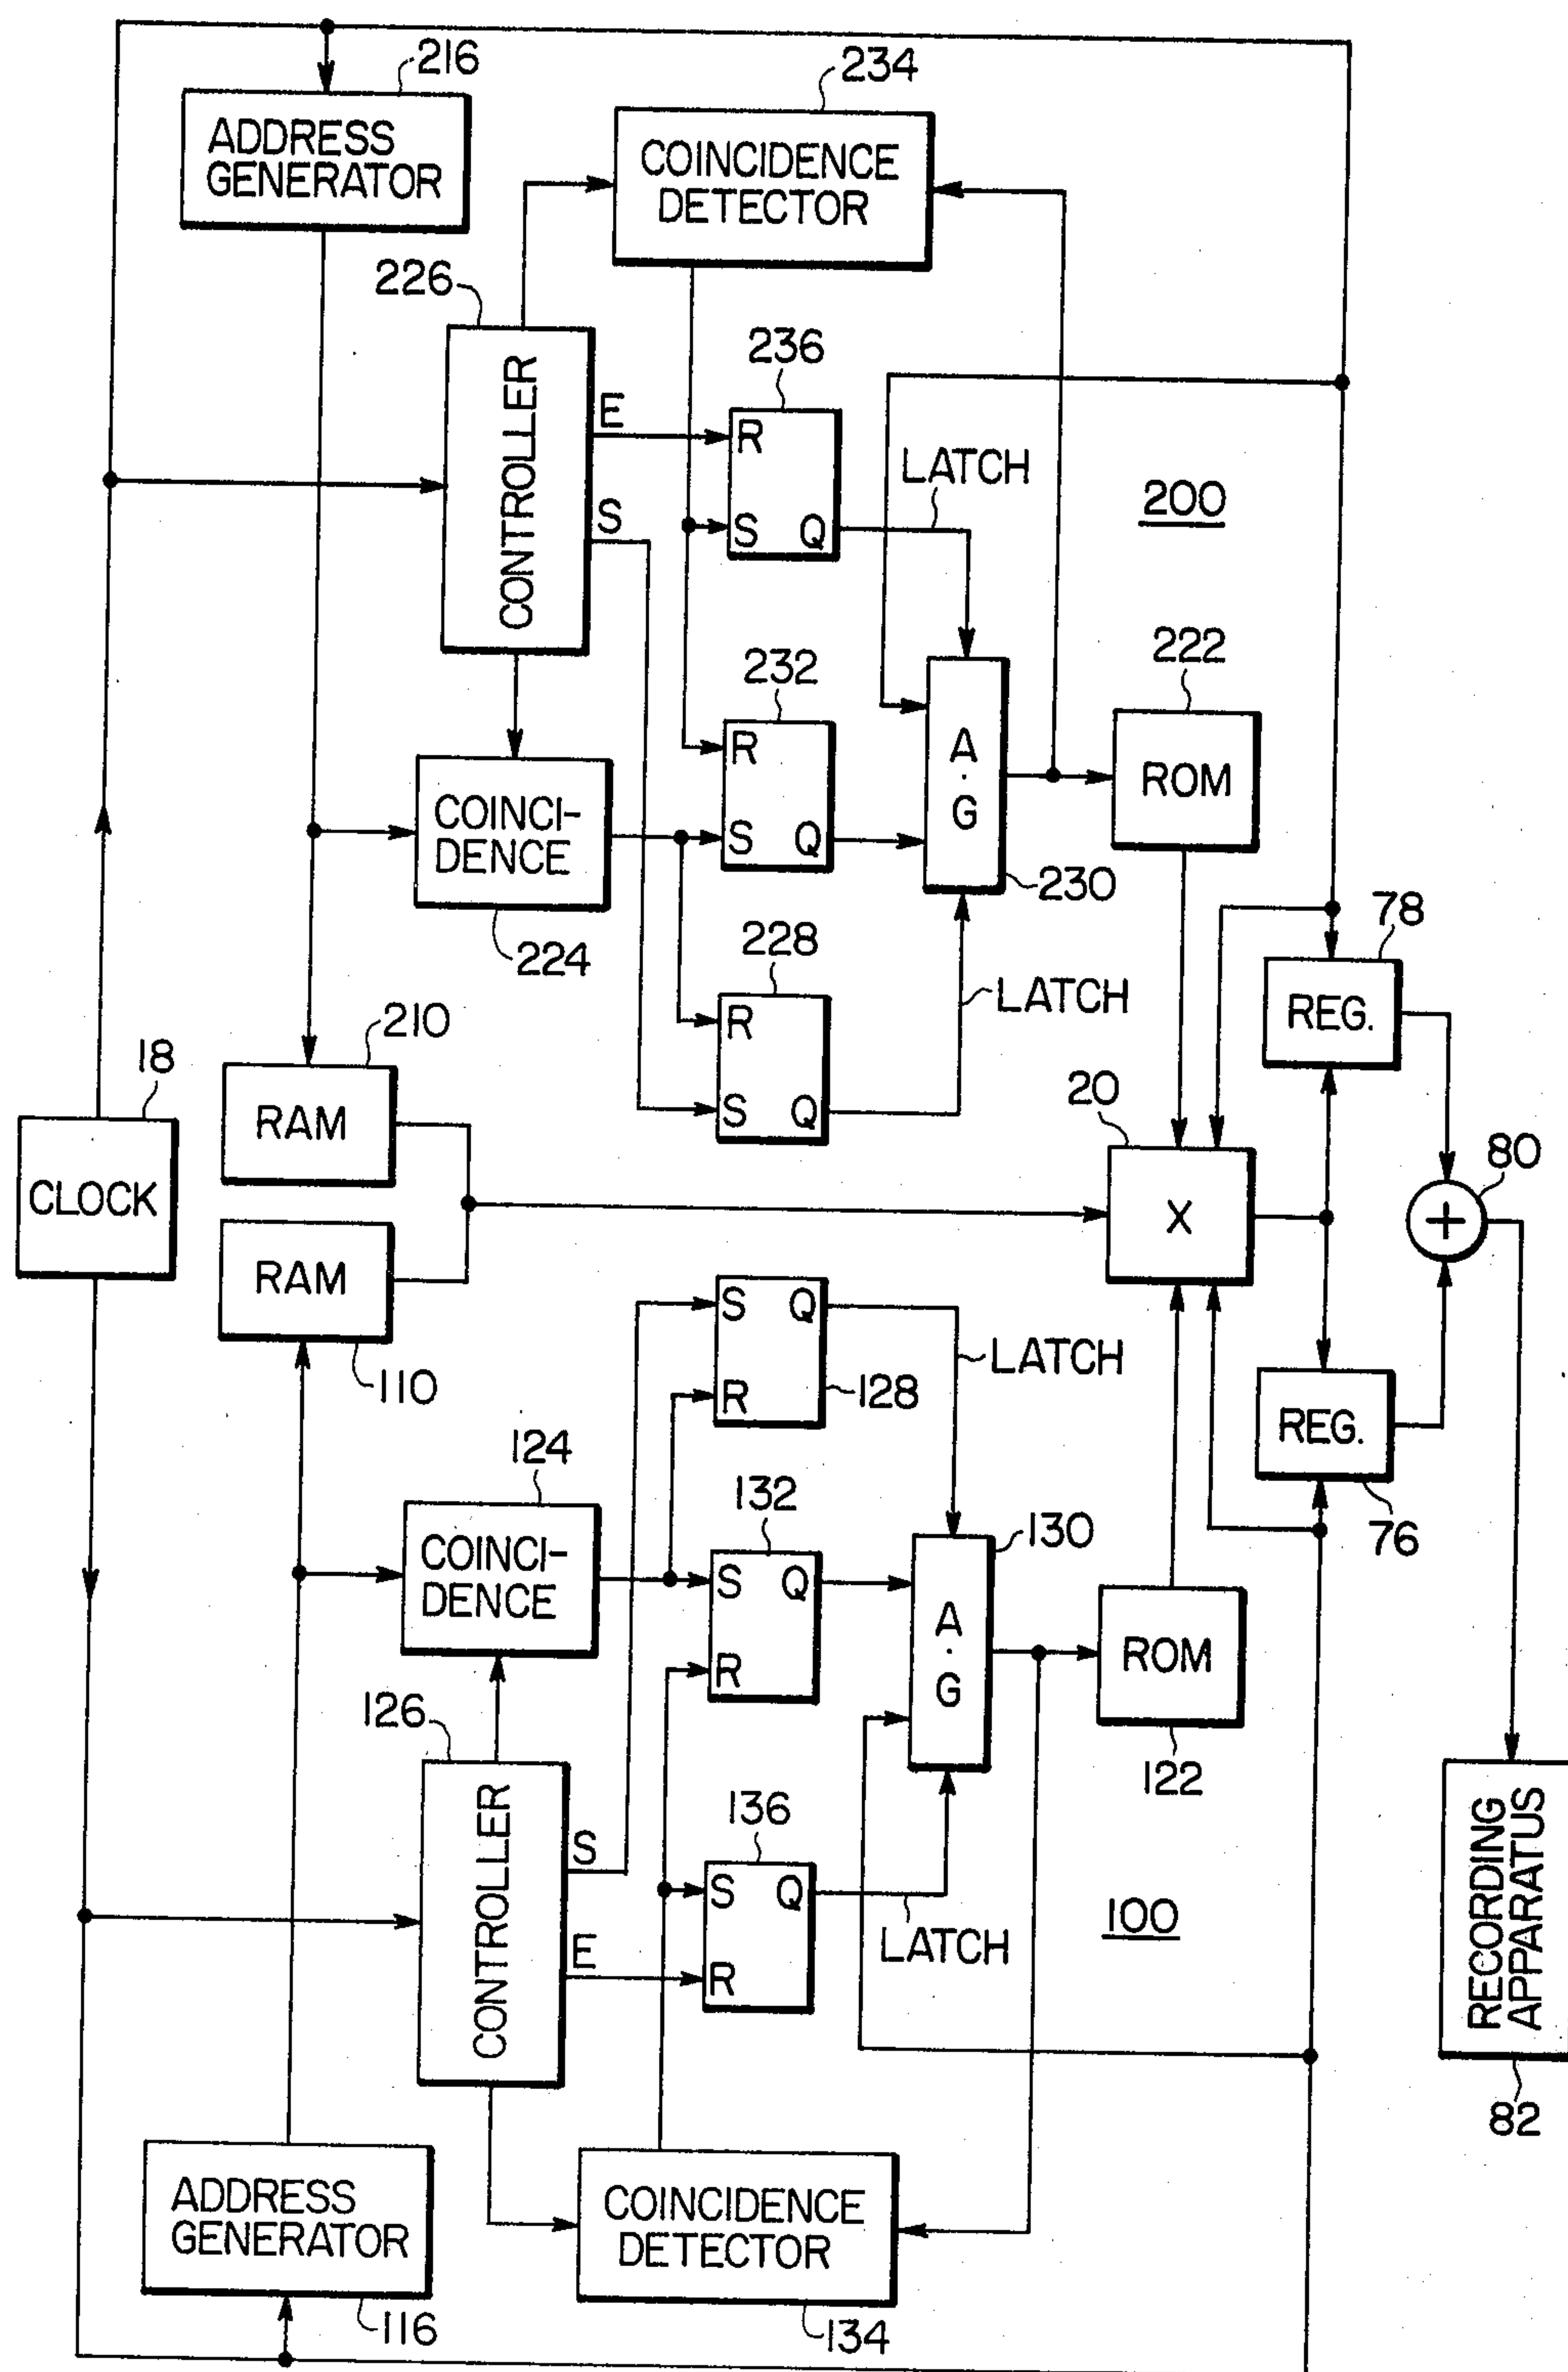 216
ADDRESS
GENERATOR
234
COINCIDENCE
DETECTOR
226
CONTROLLER
E
S
236
R
S Q
LATCH
200
232
R
S Q
A
·
G
230
222
ROM
COINCI-
DENCE
224
228
R
S Q
LATCH
78
REG.
210
RAM
18
CLOCK
20
X
80
+
RAM
110
S Q
R
128
LATCH
REG.
76
124
COINCI-
DENCE
132
S Q
R
130
A
·
G
ROM
122
126
CONTROLLER
S
E
136
S Q
R
LATCH
100
RECORDING
APPARATUS
82
ADDRESS
GENERATOR
116
COINCIDENCE
DETECTOR
134